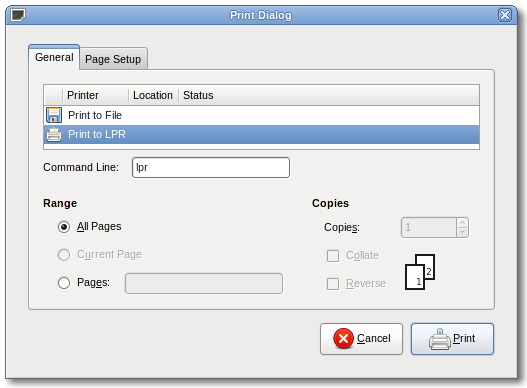 Print Dialog
General Page Setup
Printer Location Status
Print to File
Print to LPR
Command Line: lpr
Range Copies
All Pages Copies: 1
Current Page Collate
Pages: Reverse
1 2
Cancel Print